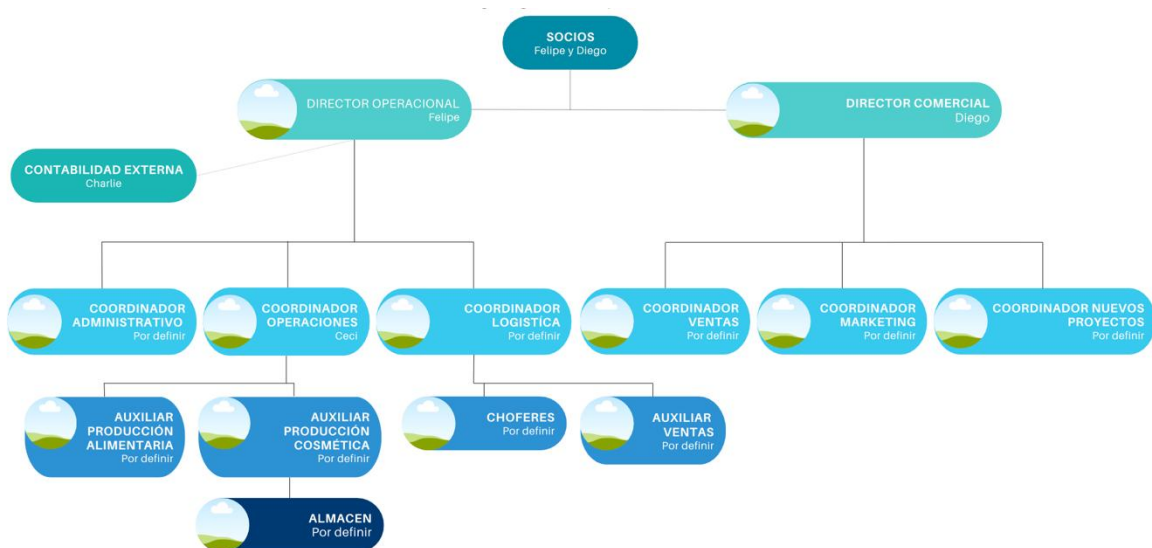 SOCIOS
Felipe y Diego
DIRECTOR OPERACIONAL
Felipe
DIRECTOR COMERCIAL
Diego
CONTABILIDAD EXTERNA
Charlie
COORDINADOR
ADMINISTRATIVO
Por definir
COORDINADOR
OPERACIONES
Ceci
COORDINADOR
LOGISTÍCA
Por definir
COORDINADOR
VENTAS
Por definir
COORDINADOR
MARKETING
Por definir
COORDINADOR NUEVOS
PROYECTOS
Por definir
AUXILIAR
PRODUCCIÓN
ALIMENTARIA
Por definir
AUXILIAR
PRODUCCIÓN
COSMÉTICA
Por definir
CHOFERES
Por definir
AUXILIAR
VENTAS
Por definir
ALMACEN
Por definir